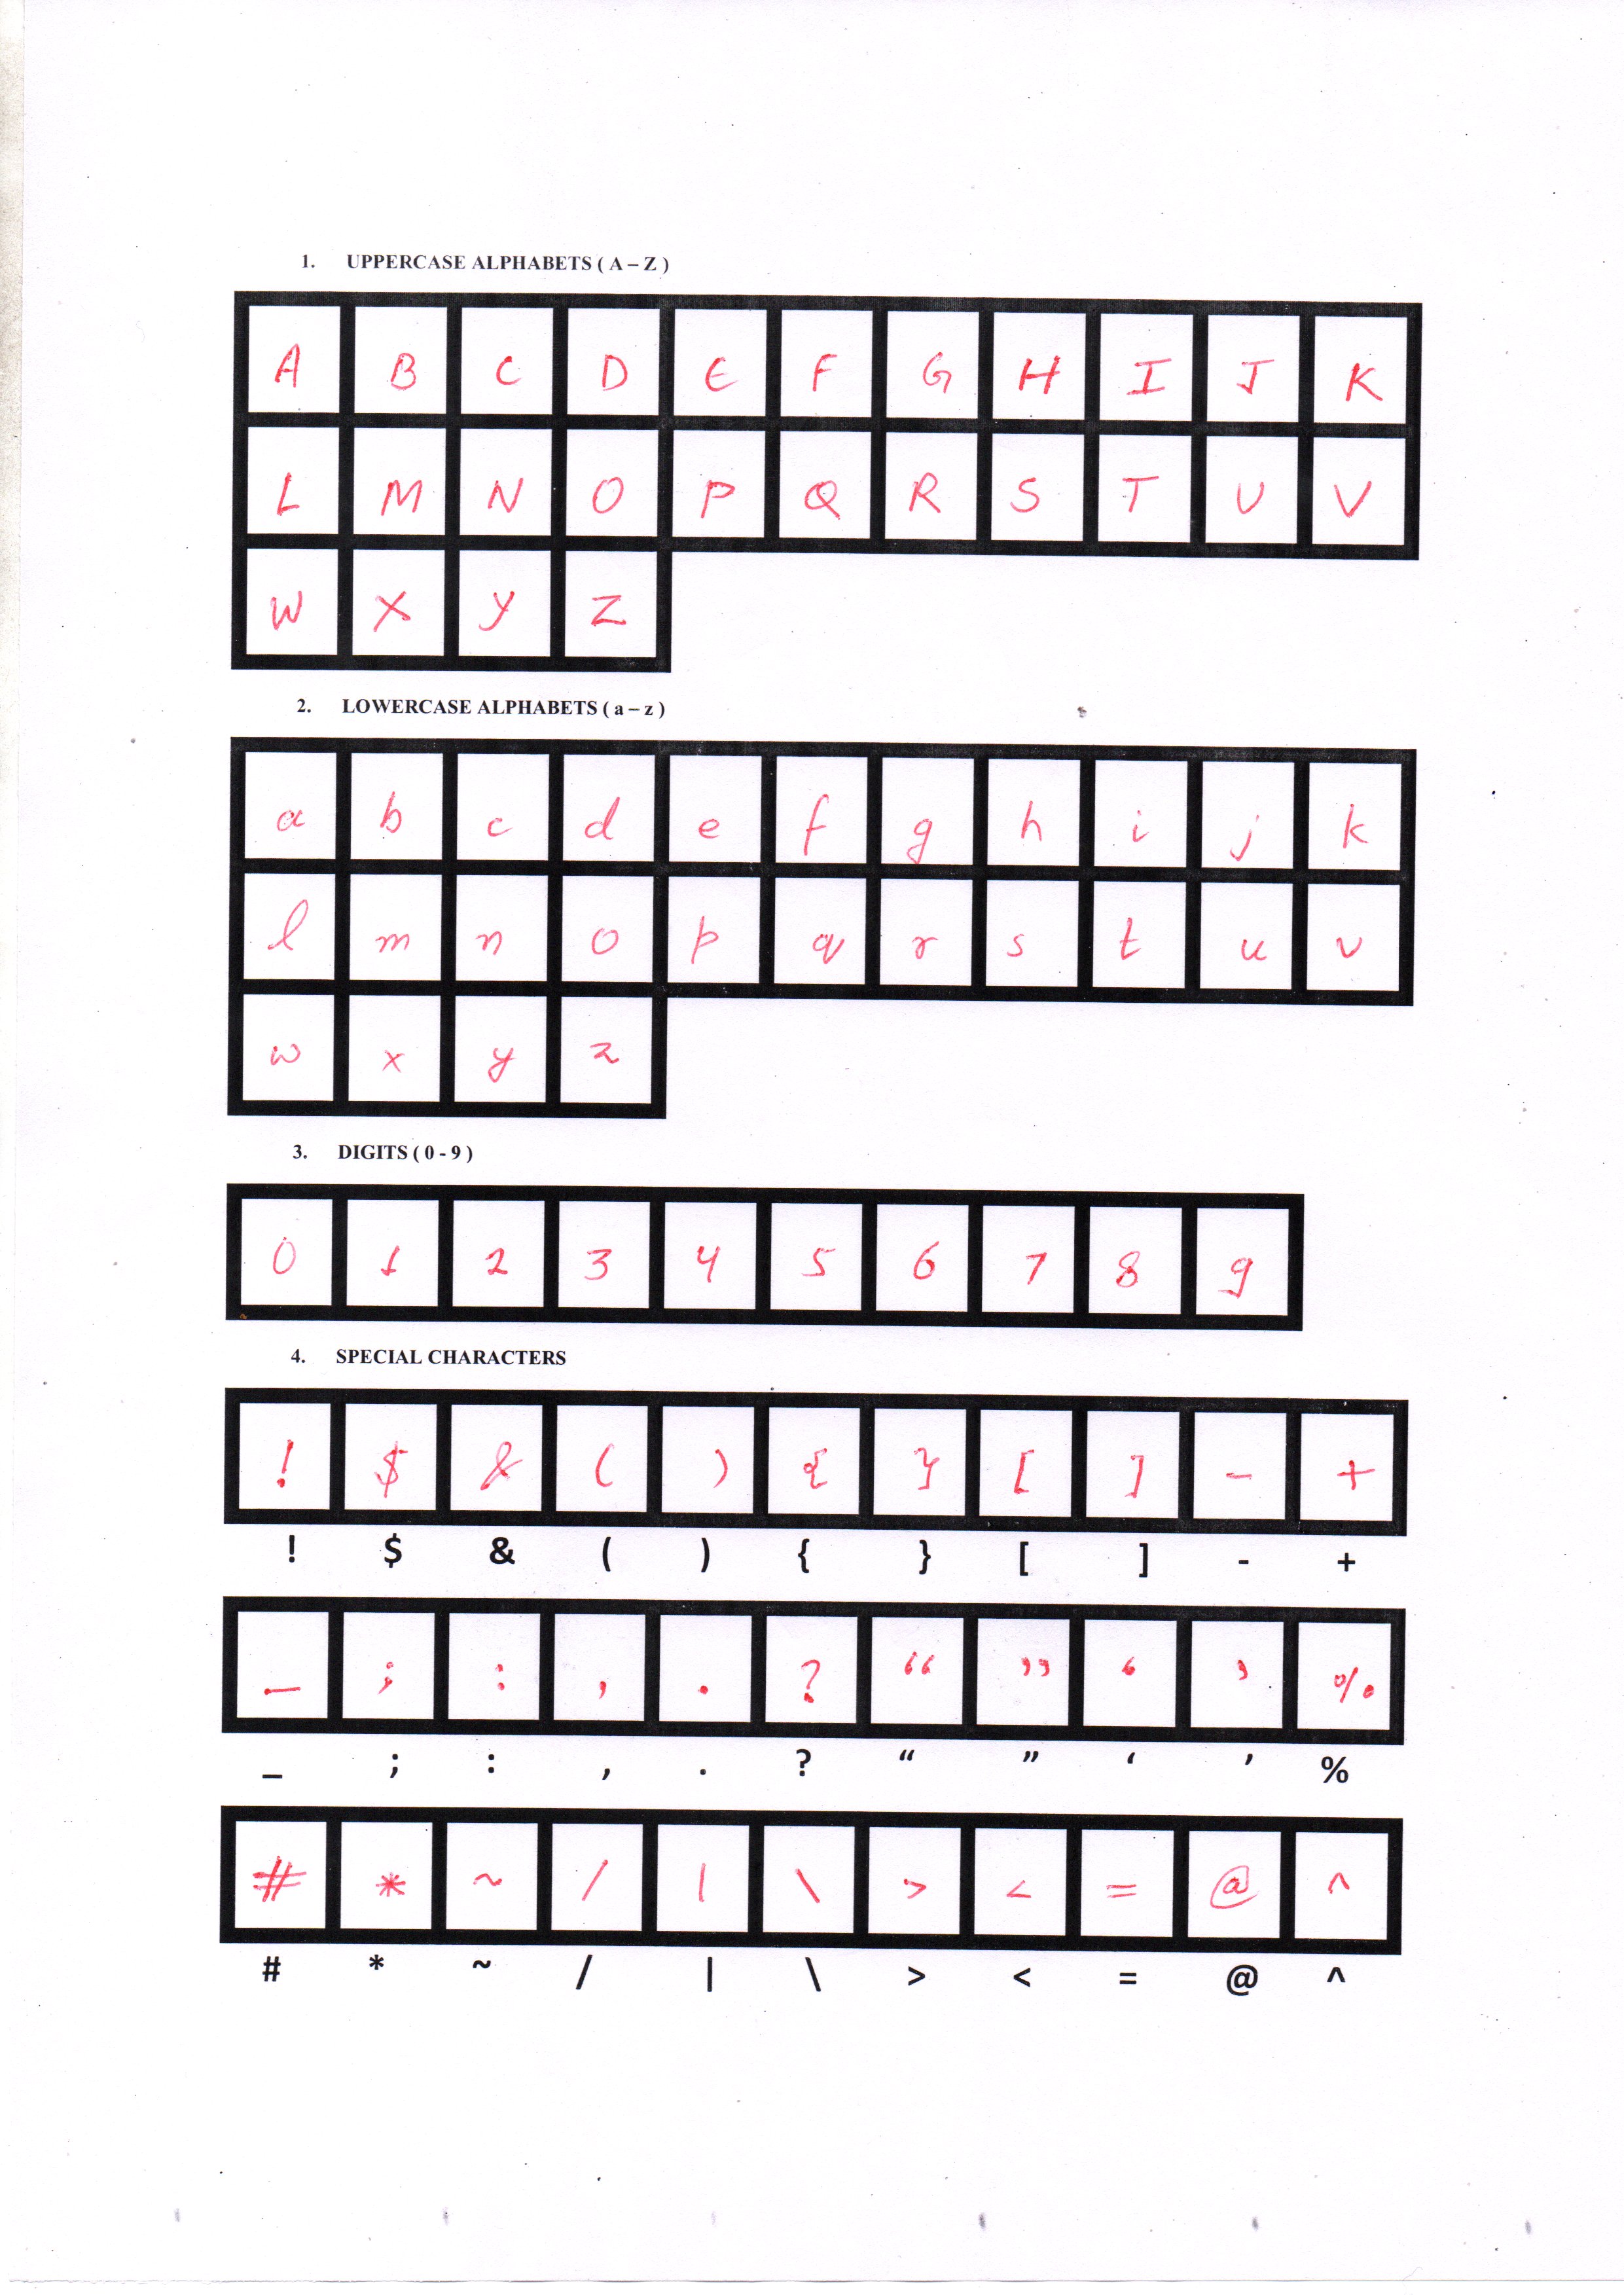 1. UPPERCASE ALPHABETS ( A – Z )
A B C D E F G H I J K
L M N O P Q R S T U V
W X Y Z
2. LOWERCASE ALPHABETS ( a – z )
a b c d e f g h i j k
l m n o p q r s t u v
w x y z
3. DIGITS ( 0 - 9 )
0 1 2 3 4 5 6 7 8 9
4. SPECIAL CHARACTERS
! $ & ( ) { } [ ] - +
! $ & ( ) { } [ ] - +
_ ; : , . ? “ ” ‘ ’ %
_ ; : , . ? “ ” ‘ ’ %
# * ~ / | \ > < = @ ^
# * ~ / | \ > < = @ ^